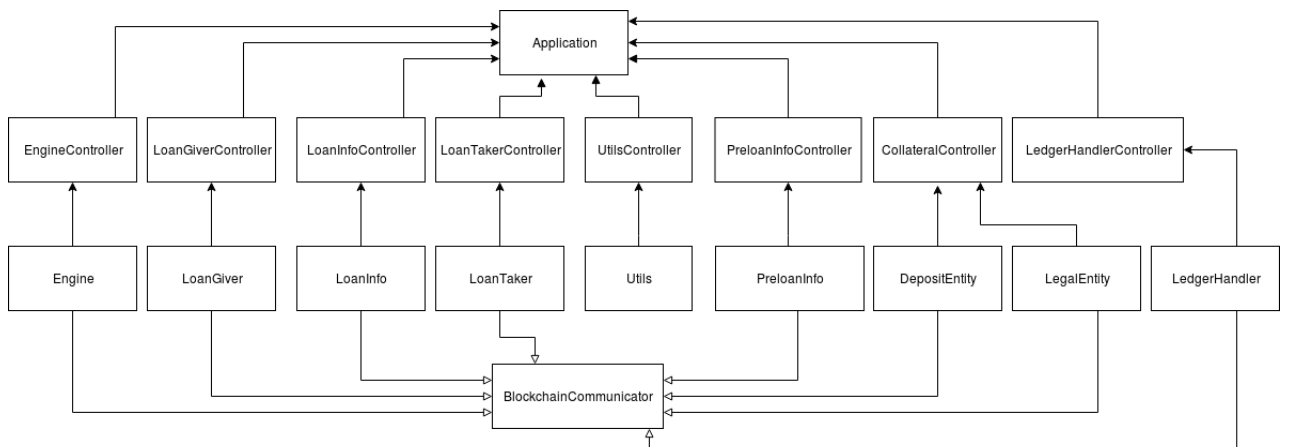 Application
EngineController
LoanGiverController
LoanInfoController
LoanTakerController
UtilsController
PreloanInfoController
CollateralController
LedgerHandlerController
Engine
LoanGiver
LoanInfo
LoanTaker
Utils
PreloanInfo
DepositEntity
LegalEntity
LedgerHandler
BlockchainCommunicator